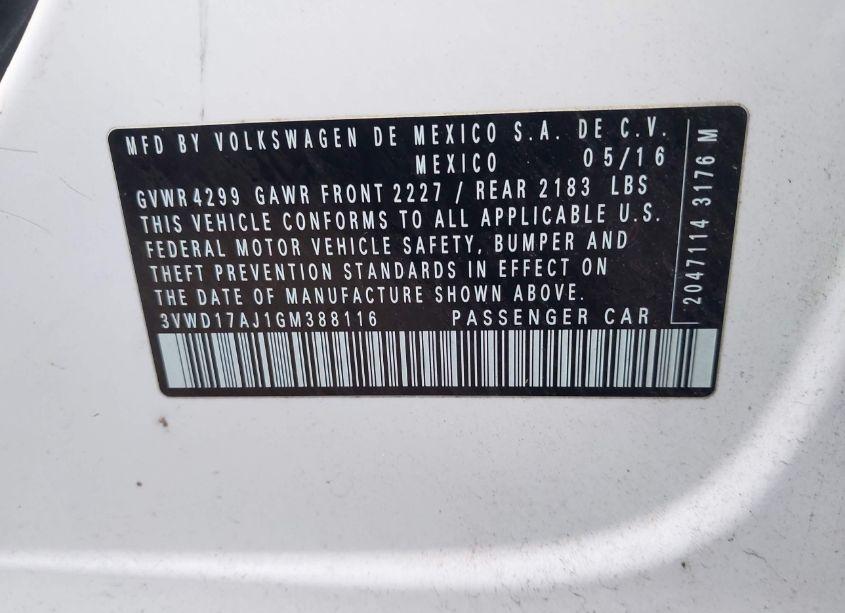 MFD BY VOLKSWAGEN DE MEXICO S.A. DE C.V.
MEXICO 05/16
GVWR 4299 GAWR FRONT 2227 / REAR 2183 LBS
THIS VEHICLE CONFORMS TO ALL APPLICABLE U.S.
FEDERAL MOTOR VEHICLE SAFETY, BUMPER AND
THEFT PREVENTION STANDARDS IN EFFECT ON
THE DATE OF MANUFACTURE SHOWN ABOVE.
3VWD17AJ1GM388116 PASSENGER CAR
2047114 3176 M